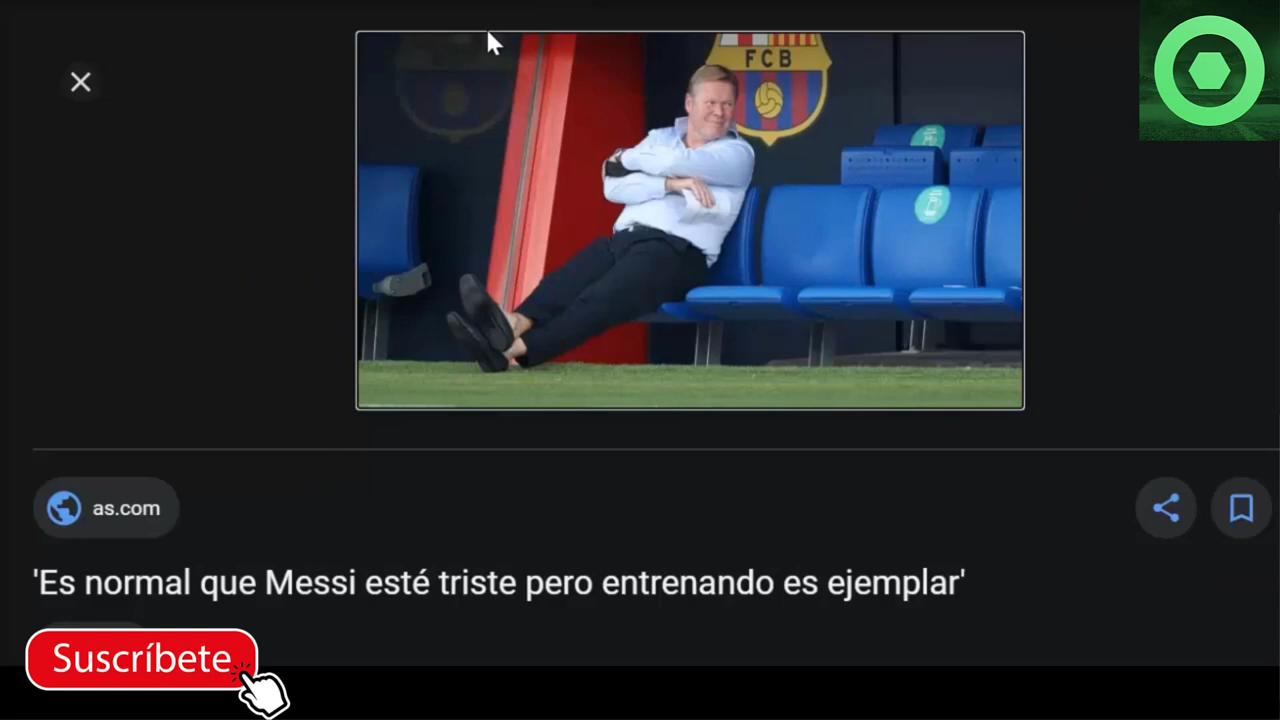 FCB
as.com
'Es normal que Messi esté triste pero entrenando es ejemplar'
Suscríbete